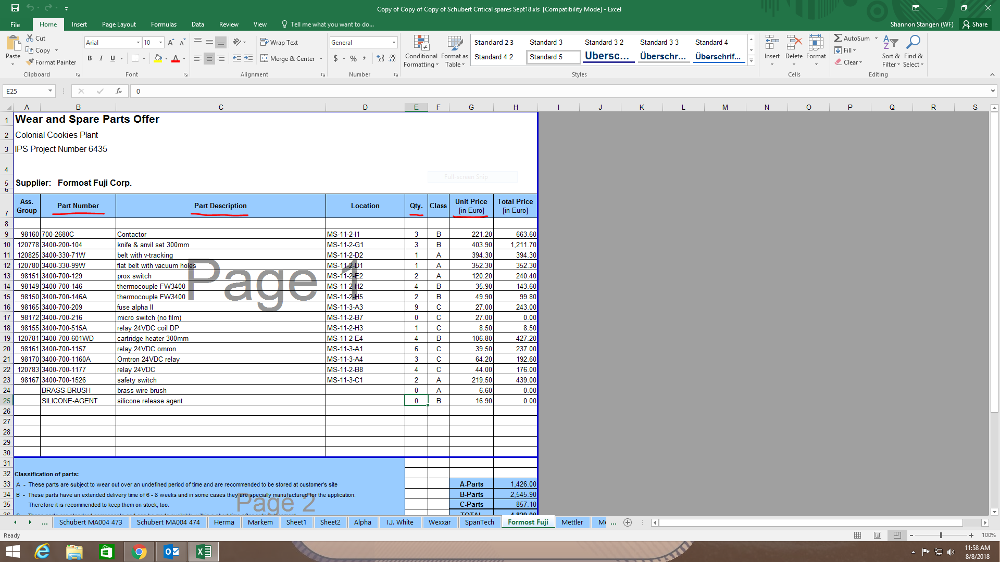 Copy of Copy of Copy of Schubert Critical spares Sept18.xls [Compatibility Mode] - Excel
File Home Insert Page Layout Formulas Data Review View Tell me what you want to do... Shannon Stangen (WF) Share
Paste Cut Copy Format Painter Clipboard
Arial 10 B I U A Font
Wrap Text Merge & Center Alignment
General $ % , Number
Conditional Formatting Format as Table
Standard 2 3 Standard 3 Standard 3 2 Standard 3 3 Standard 4
Standard 4 2 Standard 5 Übersc... Überschr... Überschrif...
Styles
Insert Delete Format Cells
AutoSum Fill Clear Sort & Filter Find & Select Editing
E25 fx 0
A B C D E F G H I J K L M N O P Q R S
1 Wear and Spare Parts Offer
2 Colonial Cookies Plant
3 IPS Project Number 6435
4
Full-screen Snip
5 Supplier: Formost Fuji Corp.
6
7 Ass. Group Part Number Part Description Location Qty. Class Unit Price [in Euro] Total Price [in Euro]
8
9 98160 700-2680C Contactor MS-11-2-I1 3 B 221.20 663.60
10 120778 3400-200-104 knife & anvil set 300mm MS-11-2-G1 3 B 403.90 1,211.70
11 120825 3400-330-71W belt with v-tracking MS-11-2-D2 1 A 394.30 394.30
12 120780 3400-330-99W flat belt with vacuum holes MS-11-2-D1 1 A 352.30 352.30
13 98151 3400-700-129 prox switch MS-11-2-E2 2 A 120.20 240.40
Page 1
14 98149 3400-700-146 thermocouple FW3400 MS-11-2-H2 4 B 35.90 143.60
15 98150 3400-700-146A thermocouple FW3400 MS-11-2-H5 2 B 49.90 99.80
16 98165 3400-700-209 fuse alpha II MS-11-3-A3 9 C 27.00 243.00
17 98172 3400-700-216 micro switch (no film) MS-11-2-B7 0 C 27.00 0.00
18 98155 3400-700-515A relay 24VDC coil DP MS-11-2-H3 1 C 8.50 8.50
19 120781 3400-700-601WD cartridge heater 300mm MS-11-2-E4 4 B 106.80 427.20
20 98161 3400-700-1157 relay 24VDC omron MS-11-3-A1 6 C 39.50 237.00
21 98170 3400-700-1160A Omtron 24VDC relay MS-11-3-A4 3 C 64.20 192.60
22 120783 3400-700-1177 relay 24VDC MS-11-2-B8 4 C 44.00 176.00
23 98167 3400-700-1526 safety switch MS-11-3-C1 2 A 219.50 439.00
24 BRASS-BRUSH brass wire brush 0 A 6.60 0.00
25 SILICONE-AGENT silicone release agent 0 B 16.90 0.00
26
27
28
29
30
31
32 Classification of parts:
33 A - These parts are subject to wear out over an undefined period of time and are recommended to be stored at customer's site A-Parts 1,426.00
34 B - These parts have an extended delivery time of 6 - 8 weeks and in some cases they are specially manufactured for the application. B-Parts 2,545.90
35 Therefore it is recommended to keep them on stock, too. C-Parts 857.10
Page 2
36 TOTAL 4,829.00
... Schubert MA004 473 Schubert MA004 474 Herma Markem Sheet1 Sheet2 Alpha I.J. White Wexxar SpanTech Formost Fuji Mettler Me ...
Ready 100%
11:58 AM
8/8/2018